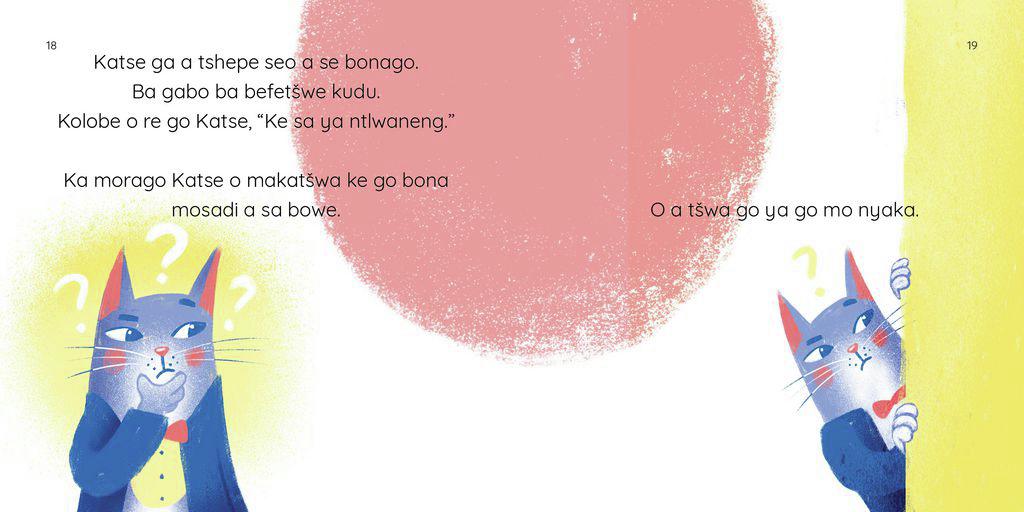 18
Katse ga a tshepe seo a se bonago.
Ba gabo ba befetšwe kudu.
Kolobe o re go Katse, “Ke sa ya ntlwaneng.”
Ka morago Katse o makatšwa ke go bona
mosadi a sa bowe.
? ? ?
19
O a tšwa go ya go mo nyaka.
?